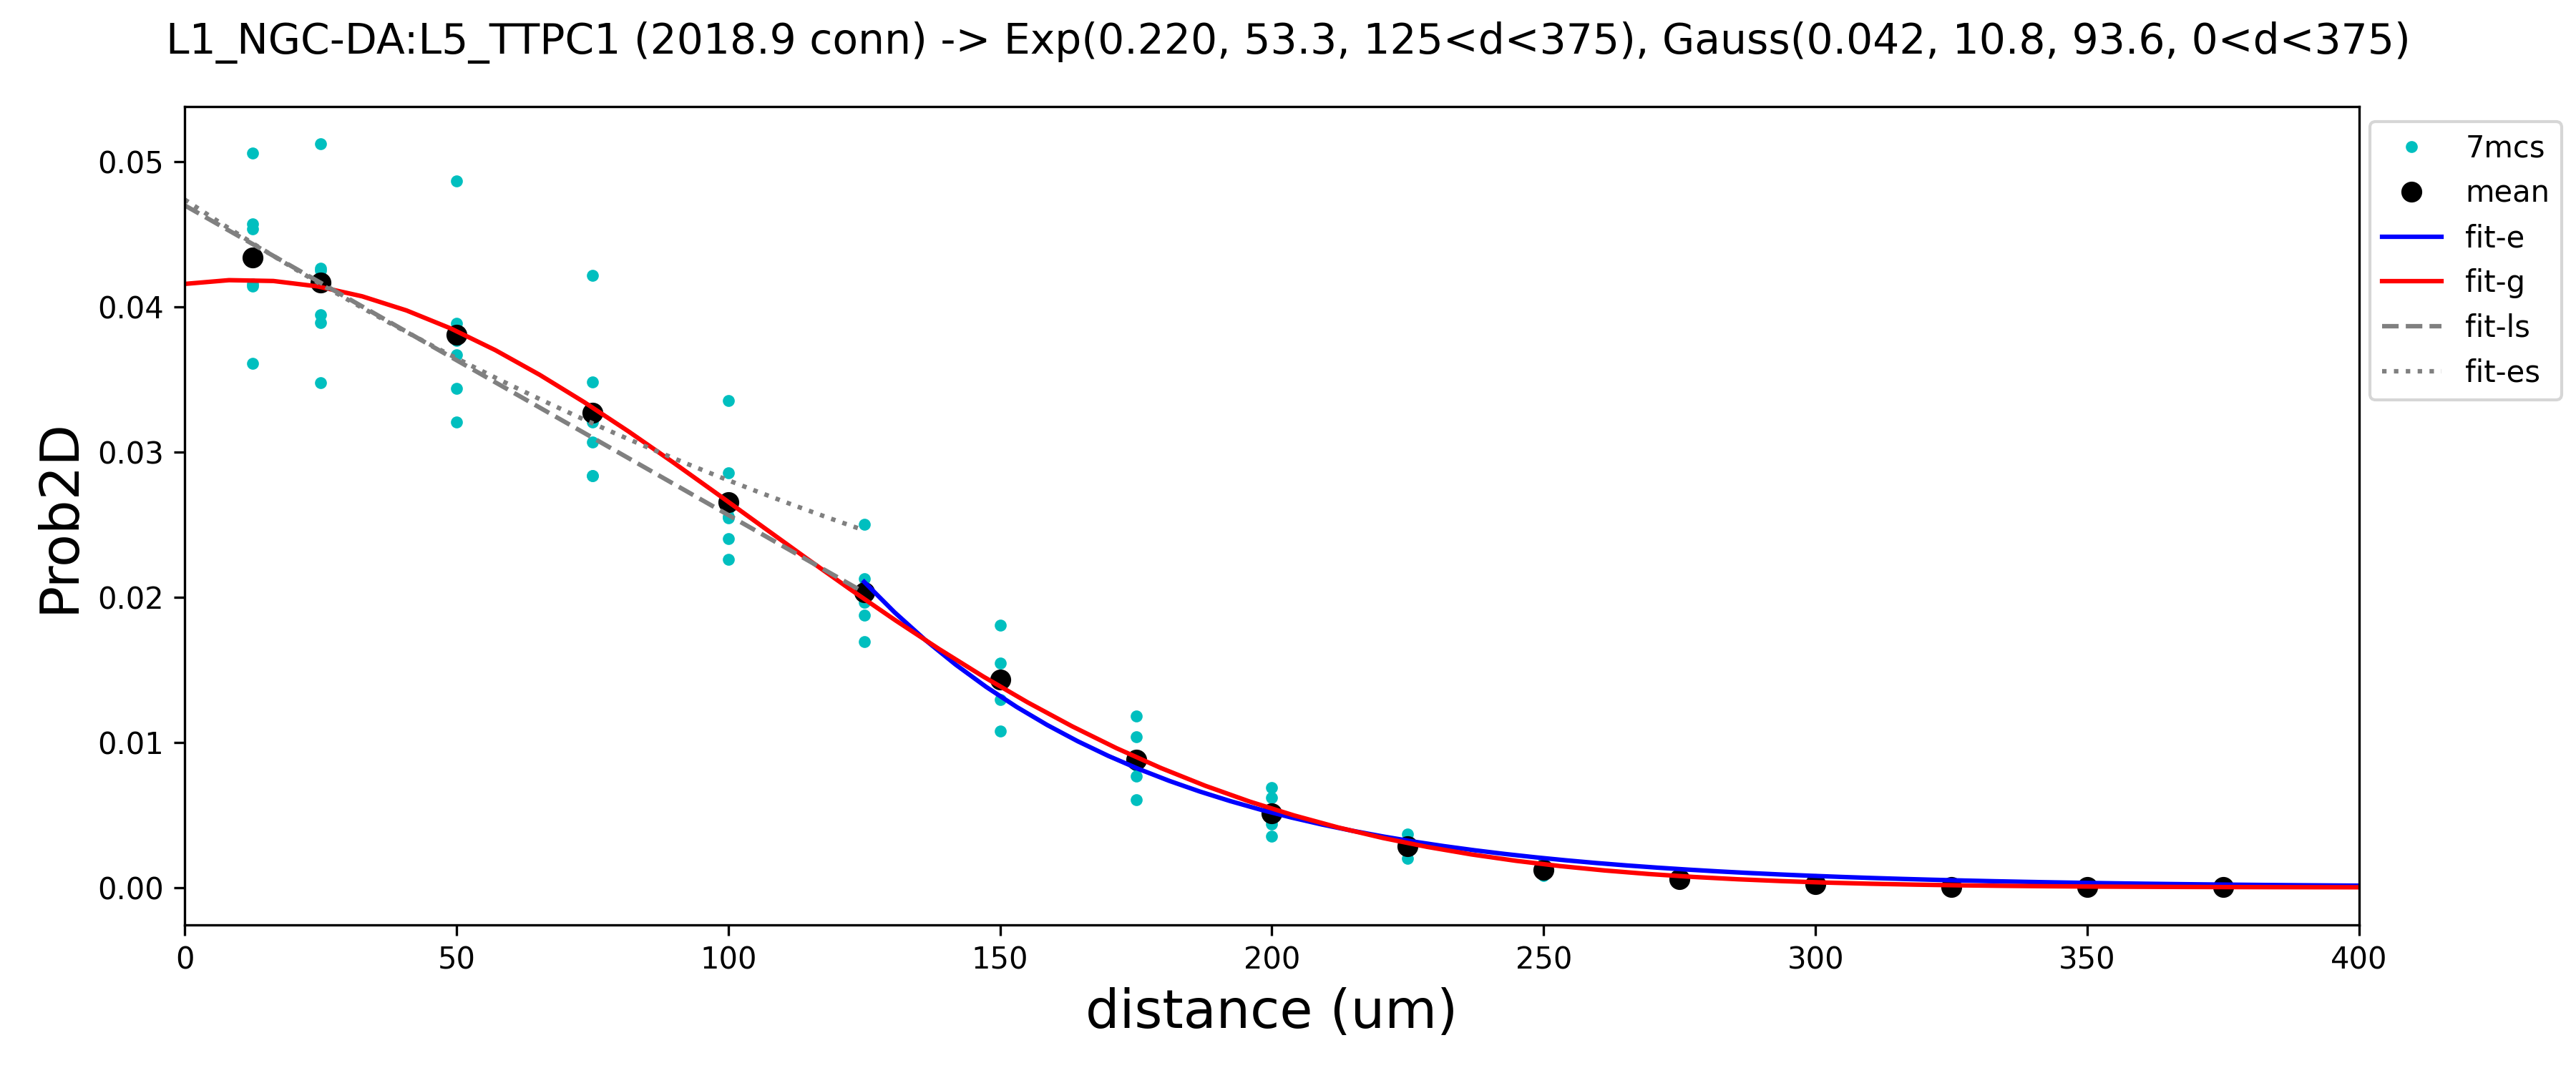 L1_NGC-DA:L5_TTPC1 (2018.9 conn) -> Exp(0.220, 53.3, 125<d<375), Gauss(0.042, 10.8, 93.6, 0<d<375)
Prob2D
0.05
0.04
0.03
0.02
0.01
0.00
0 50 100 150 200 250 300 350 400
distance (um)
7mcs
mean
fit-e
fit-g
fit-ls
fit-es